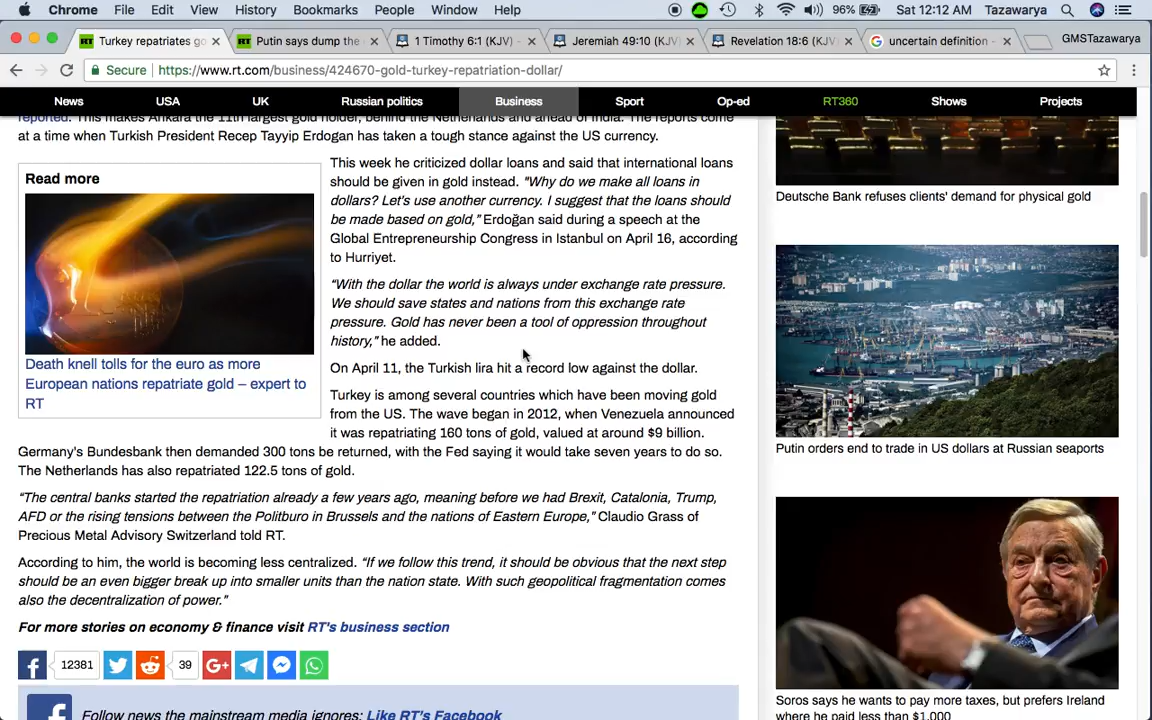 Chrome File Edit View History Bookmarks People Window Help 96% Sat 12:12 AM Tazawarya
Turkey repatriates go Putin says dump the 1 Timothy 6:1 (KJV) - Jeremiah 49:10 (KJV) Revelation 18:6 (KJV) uncertain definition - GMSTazawarya
Secure https://www.rt.com/business/424670-gold-turkey-repatriation-dollar/
News USA UK Russian politics Business Sport Op-ed RT360 Shows Projects
reported. This makes Ankara the 11th largest gold holder, behind the Netherlands and ahead of India. The reports come
at a time when Turkish President Recep Tayyip Erdogan has taken a tough stance against the US currency.
Read more
Death knell tolls for the euro as more
European nations repatriate gold – expert to
RT
This week he criticized dollar loans and said that international loans
should be given in gold instead. “Why do we make all loans in
dollars? Let's use another currency. I suggest that the loans should
be made based on gold,” Erdoğan said during a speech at the
Global Entrepreneurship Congress in Istanbul on April 16, according
to Hurriyet.
“With the dollar the world is always under exchange rate pressure.
We should save states and nations from this exchange rate
pressure. Gold has never been a tool of oppression throughout
history,” he added.
On April 11, the Turkish lira hit a record low against the dollar.
Turkey is among several countries which have been moving gold
from the US. The wave began in 2012, when Venezuela announced
it was repatriating 160 tons of gold, valued at around $9 billion.
Germany's Bundesbank then demanded 300 tons be returned, with the Fed saying it would take seven years to do so.
The Netherlands has also repatriated 122.5 tons of gold.
“The central banks started the repatriation already a few years ago, meaning before we had Brexit, Catalonia, Trump,
AFD or the rising tensions between the Politburo in Brussels and the nations of Eastern Europe,” Claudio Grass of
Precious Metal Advisory Switzerland told RT.
According to him, the world is becoming less centralized. “If we follow this trend, it should be obvious that the next step
should be an even bigger break up into smaller units than the nation state. With such geopolitical fragmentation comes
also the decentralization of power.”
For more stories on economy & finance visit RT's business section
12381 39
Follow news the mainstream media ignores: Like RT's Facebook
Deutsche Bank refuses clients' demand for physical gold
Putin orders end to trade in US dollars at Russian seaports
Soros says he wants to pay more taxes, but prefers Ireland
where he paid less than $1,000